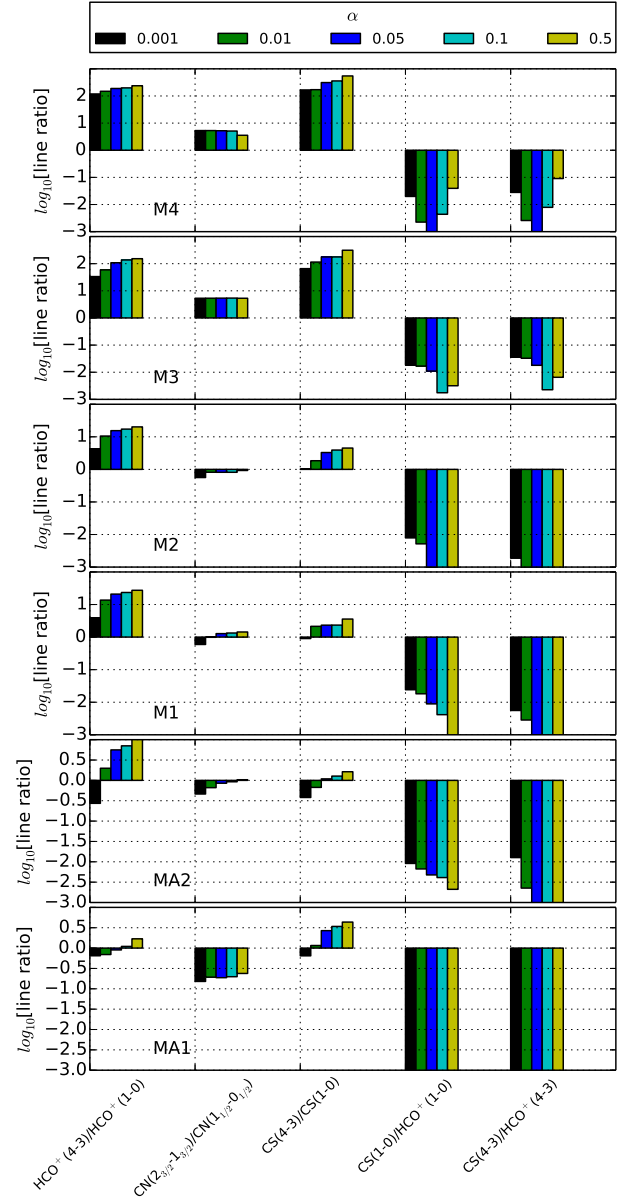 α
0.001 0.01 0.05 0.1 0.5
log10[line ratio]
2
1
0
−1
−2
−3
M4
log10[line ratio]
2
1
0
−1
−2
−3
M3
log10[line ratio]
1
0
−1
−2
−3
M2
log10[line ratio]
1
0
−1
−2
−3
M1
log10[line ratio]
0.5
0.0
−0.5
−1.0
−1.5
−2.0
−2.5
−3.0
MA2
log10[line ratio]
0.5
0.0
−0.5
−1.0
−1.5
−2.0
−2.5
−3.0
MA1
HCO⁺(4-3)/HCO⁺(1-0)
CN(2₃/₂-1₃/₂)/CN(1₁/₂-0₁/₂)
CS(4-3)/CS(1-0)
CS(1-0)/HCO⁺(1-0)
CS(4-3)/HCO⁺(4-3)